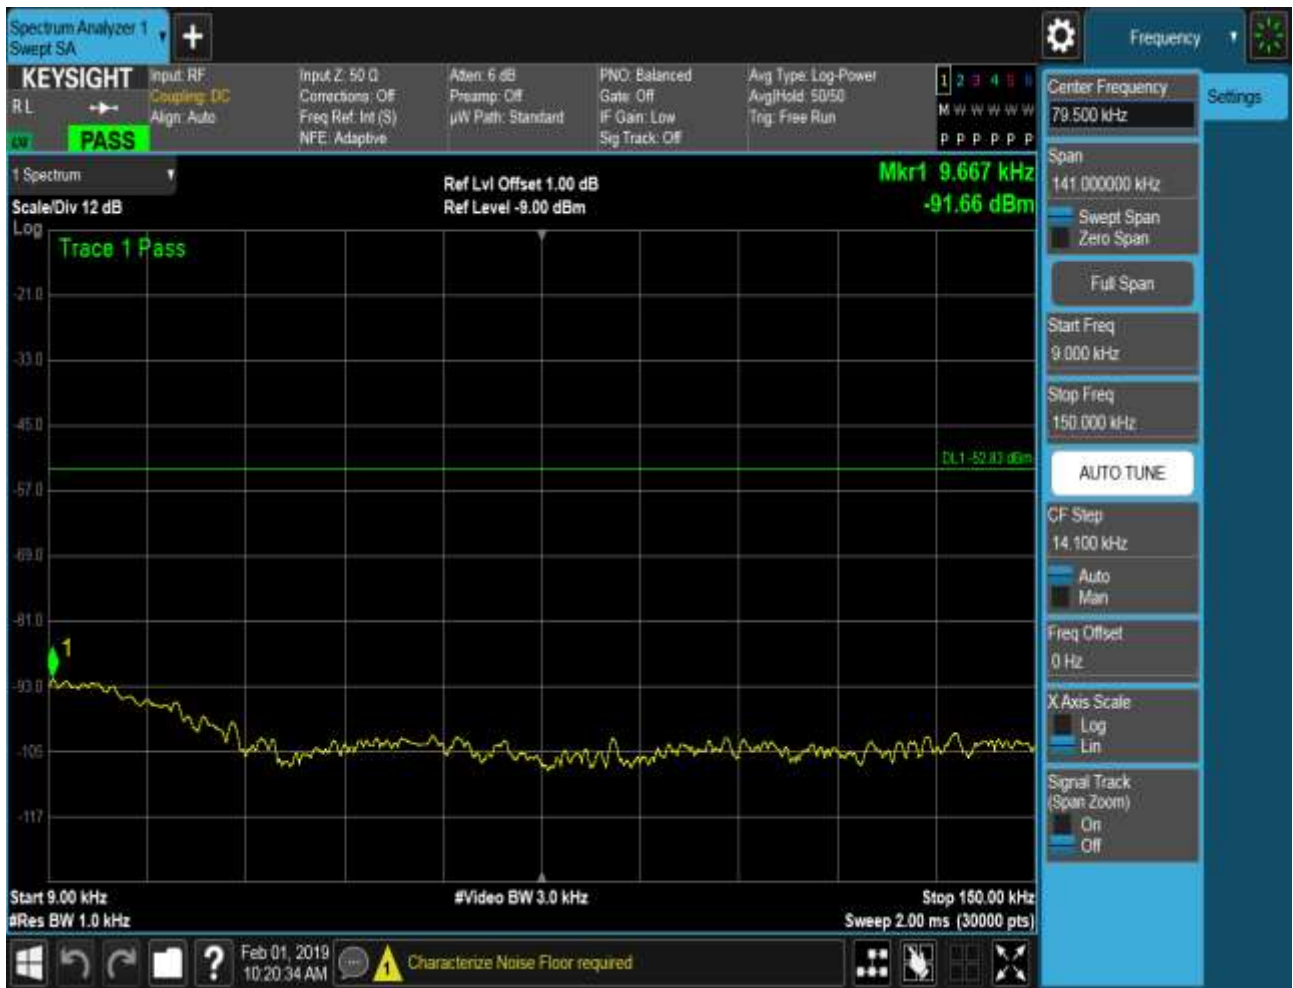 Spectrum Analyzer 1
Swept SA
+
Frequency
KEYSIGHT
Input: RF
Coupling: DC
Align: Auto
R L
PASS
Input Z: 50 Ω
Corrections: Off
Freq Ref: Int (S)
NFE: Adaptive
Atten: 6 dB
Preamp: Off
µW Path: Standard
PNO: Balanced
Gate: Off
IF Gain: Low
Sig Track: Off
Avg Type: Log-Power
Avg|Hold: 50/50
Trig: Free Run
1 2 3 4 5 6
M W W W W W
P P P P P P
1 Spectrum
Scale/Div 12 dB
Log
Ref Lvl Offset 1.00 dB
Ref Level -9.00 dBm
Mkr1 9.667 kHz
-91.66 dBm
Trace 1 Pass
-21.0
-33.0
-45.0
DL1 -52.83 dBm
-57.0
-69.0
-81.0
1
-93.0
-105
-117
Start 9.00 kHz
#Res BW 1.0 kHz
#Video BW 3.0 kHz
Stop 150.00 kHz
Sweep 2.00 ms (30000 pts)
Center Frequency
79.500 kHz
Settings
Span
141.000000 kHz
Swept Span
Zero Span
Full Span
Start Freq
9.000 kHz
Stop Freq
150.000 kHz
AUTO TUNE
CF Step
14.100 kHz
Auto
Man
Freq Offset
0 Hz
X Axis Scale
Log
Lin
Signal Track
(Span Zoom)
On
Off
?
Feb 01, 2019
10:20:34 AM
1
Characterize Noise Floor required